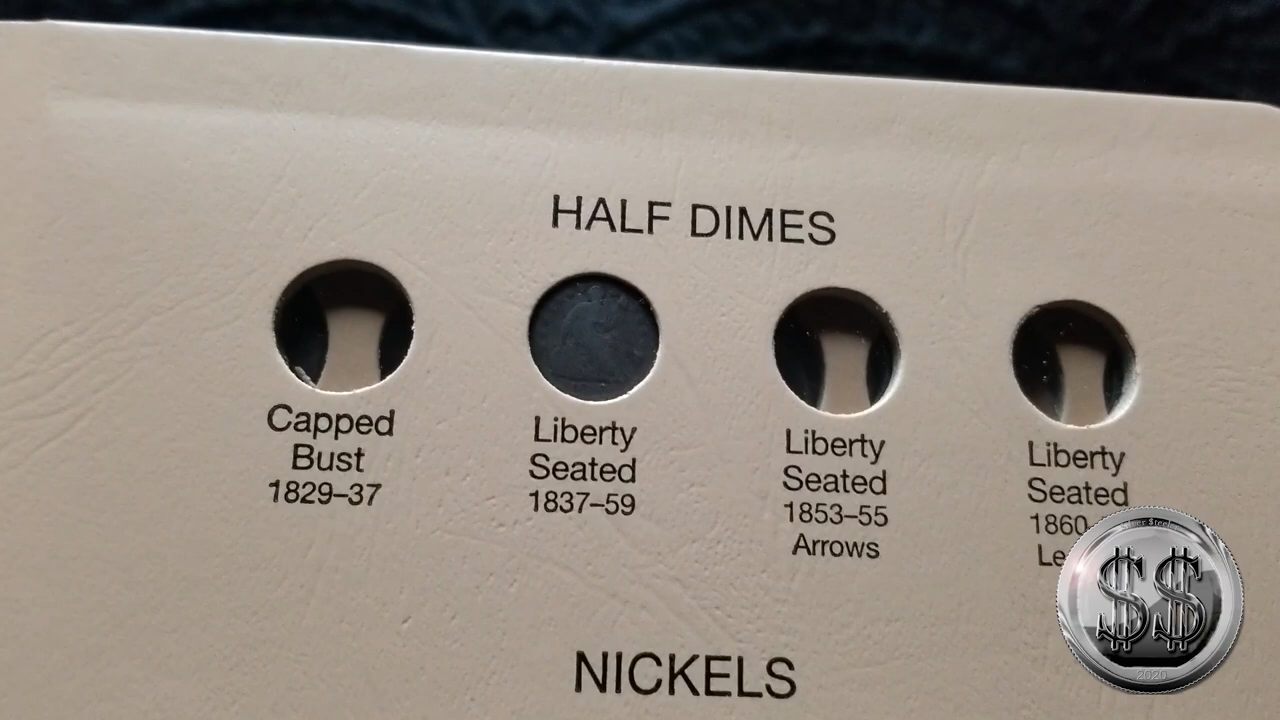 HALF DIMES
Capped
Bust
1829–37
Liberty
Seated
1837–59
Liberty
Seated
1853–55
Arrows
Liberty
Seated
1860
NICKELS
$$
2020